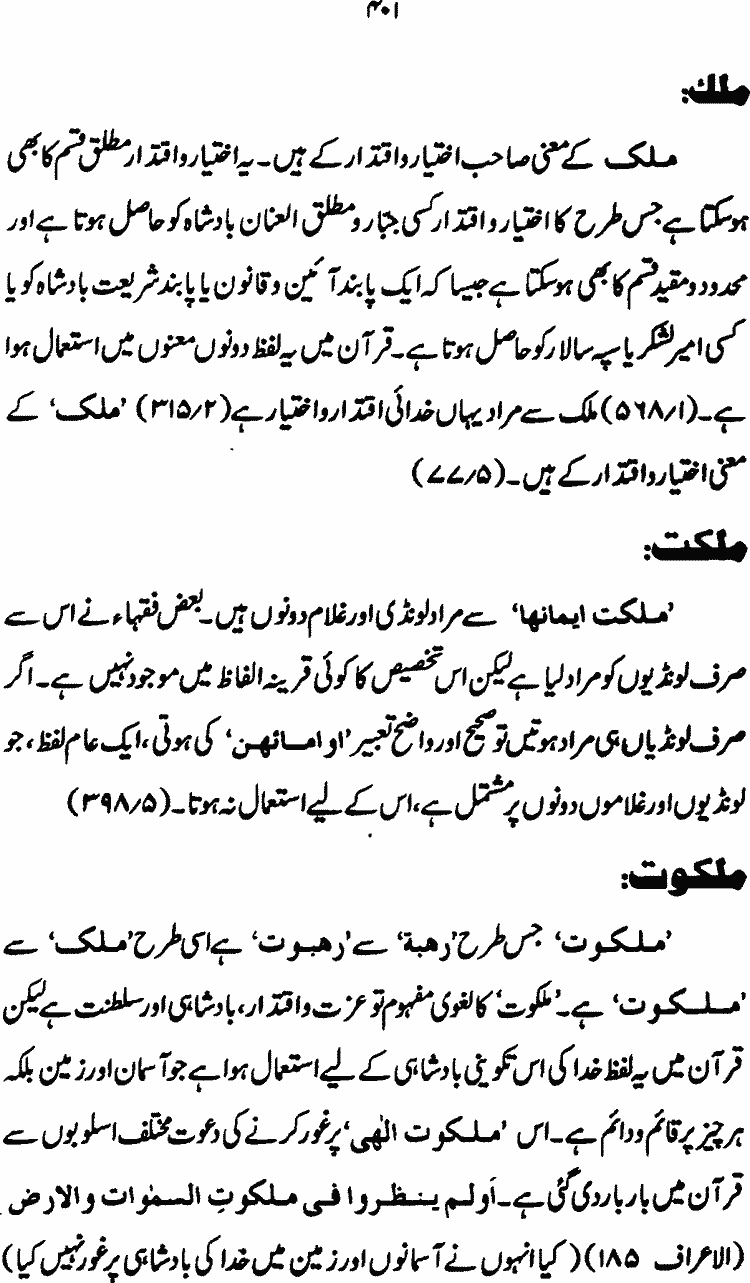 ۴۰۱
ملك:
ملک کے معنی صاحب اختیار و اقتدار کے ہیں۔ یہ اختیار و اقتدار مطلق قسم کا بھی
ہوسکتا ہے جس طرح کا اختیار و اقتدار کسی جبّار و مطلق العنان بادشاہ کو حاصل ہوتا ہے اور
محدود و مقید قسم کا بھی ہوسکتا ہے جیسا کہ ایک پابند آئین و قانون یا پابند شریعت بادشاہ کو یا
کسی امیر لشکر یا سپہ سالار کو حاصل ہوتا ہے۔ قرآن میں یہ لفظ دونوں معنوں میں استعمال ہوا
ہے۔ (۱/۵۶۸) ملک سے مراد یہاں خدائی اقتدار و اختیار ہے (۲/۳۱۵) ’ملک‘ کے
معنی اختیار و اقتدار کے ہیں۔ (۵/۷۷)
ملکت:
’ملکت ایمانھا‘ سے مراد لونڈی اور غلام دونوں ہیں۔ بعض فقہاء نے اس سے
صرف لونڈیوں کو مراد لیا ہے لیکن اس تخصیص کا کوئی قرینہ الفاظ میں موجود نہیں ہے۔ اگر
صرف لونڈیاں ہی مراد ہوتیں تو صحیح اور واضح تعبیر ’او امائھن‘ کی ہوتی، ایک عام لفظ، جو
لونڈیوں اور غلاموں دونوں پر مشتمل ہے، اس کے لیے استعمال نہ ہوتا۔ (۵/۳۹۸)
ملکوت:
’ملکوت‘ جس طرح ’رھبۃ‘ سے ’رھبوت‘ ہے اسی طرح ’ملک‘ سے
’ملکوت‘ ہے۔ ’ملکوت‘ کا لغوی مفہوم تو عزت و اقتدار، بادشاہی اور سلطنت ہے لیکن
قرآن میں یہ لفظ خدا کی اس تکوینی بادشاہی کے لیے استعمال ہوا ہے جو آسمان اور زمین بلکہ
ہر چیز پر قائم و دائم ہے۔ اس ’ملکوت الٰھی‘ پر غور کرنے کی دعوت مختلف اسلوبوں سے
قرآن میں بار بار دی گئی ہے۔ اَولم ینظروا فی ملکوتِ السمٰوات والارض
(الاعراف ۱۸۵) (کیا انہوں نے آسمانوں اور زمین میں خدا کی بادشاہی پر غور نہیں کیا)